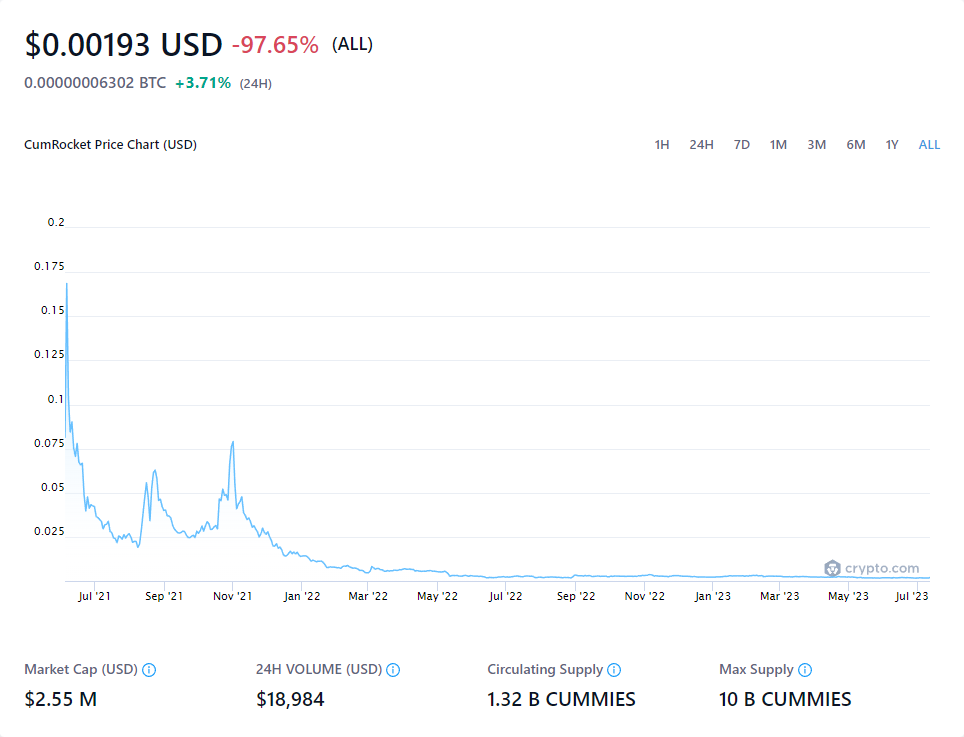 $0.00193 USD -97.65% (ALL)
0.00000006302 BTC +3.71% (24H)
CumRocket Price Chart (USD) 1H 24H 7D 1M 3M 6M 1Y ALL
0.2
0.175
0.15
0.125
0.1
0.075
0.05
0.025
crypto.com
Jul '21 Sep '21 Nov '21 Jan '22 Mar '22 May '22 Jul '22 Sep '22 Nov '22 Jan '23 Mar '23 May '23 Jul '23
Market Cap (USD) 24H VOLUME (USD) Circulating Supply Max Supply
$2.55 M $18,984 1.32 B CUMMIES 10 B CUMMIES